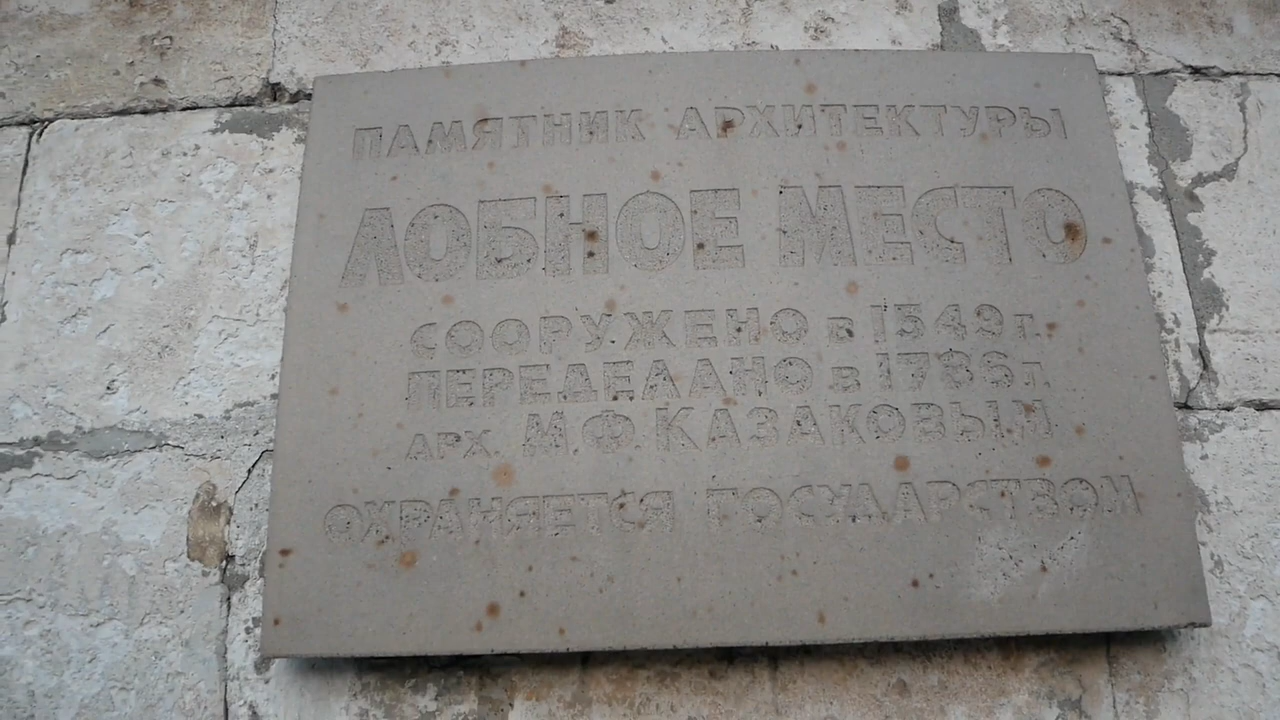 ПАМЯТНИК АРХИТЕКТУРЫ
ЛОБНОЕ МЕСТО
СООРУЖЕНО в 1549 г.
ПЕРЕДЕЛАНО в 1786 г.
АРХ. М.Ф. КАЗАКОВЫМ
ОХРАНЯЕТСЯ ГОСУДАРСТВОМ